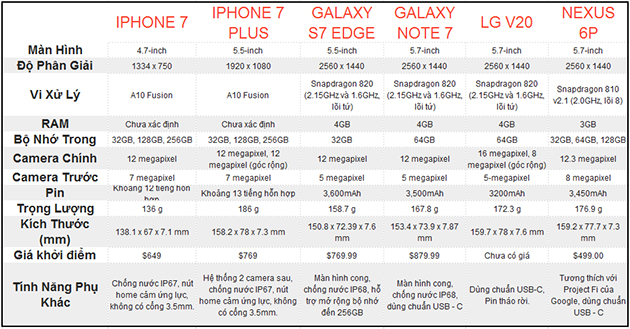 IPHONE 7 IPHONE 7 PLUS GALAXY S7 EDGE GALAXY NOTE 7 LG V20 NEXUS 6P
Màn Hình 4.7-inch 5.5-inch 5.5-inch 5.7-inch 5.7-inch 5.7-inch
Độ Phân Giải 1334 x 750 1920 x 1080 2560 x 1440 2560 x 1440 2560 x 1440 2560 x 1440
Vi Xử Lý A10 Fusion A10 Fusion Snapdragon 820 (2.15GHz và 1.6GHz, lõi tứ) Snapdragon 820 (2.15GHz và 1.6GHz, lõi tứ) Snapdragon 820 (2.15GHz và 1.6GHz, lõi tứ) Snapdragon 810 v2.1 (2.0GHz, lõi 8)
RAM Chưa xác định Chưa xác định 4GB 4GB 4GB 3GB
Bộ Nhớ Trong 32GB, 128GB, 256GB 32GB, 128GB, 256GB 32GB 64GB 64GB 32GB, 64GB, 128GB
Camera Chính 12 megapixel 12 megapixel, 12 megapixel (góc rộng) 12 megapixel 12 megapixel 16 megapixel, 8 megapixel (góc rộng) 12.3 megapixel
Camera Trước 7 megapixel 7 megapixel 5 megapixel 5 megapixel 5-megapixel 8 megapixel
Pin Khoảng 12 tiếng hỗn hợp Khoảng 13 tiếng hỗn hợp 3,600mAh 3,500mAh 3200mAh 3,450mAh
Trọng Lượng 136 g 186 g 158.7 g 167.8 g 172.3 g 176.9 g
Kích Thước (mm) 138.1 x 67 x 7.1 mm 158.2 x 78 x 7.3 mm 150.8 x 72.39 x 7.6 mm 153.4 x 73.9 x 7.87 mm 159.7 x 78 x 7.6 mm 159.2 x 77.7 x 7.3 mm
Giá khởi điểm $649 $769 $769.99 $879.99 Chưa có giá $499.00
Tính Năng Phụ Khác Chống nước IP67, nút home cảm ứng lực, không có cổng 3.5mm. Hệ thống 2 camera sau, chống nước IP67, nút home cảm ứng lực, không có cổng 3.5mm. Màn hình cong, chống nước IP68, hỗ trợ mở rộng bộ nhớ đến 256GB Màn hình cong, chống nước IP68, dùng chuẩn USB - C Dùng chuẩn USB-C, Pin tháo rời. Tương thích với Project Fi của Google, dùng chuẩn USB - C